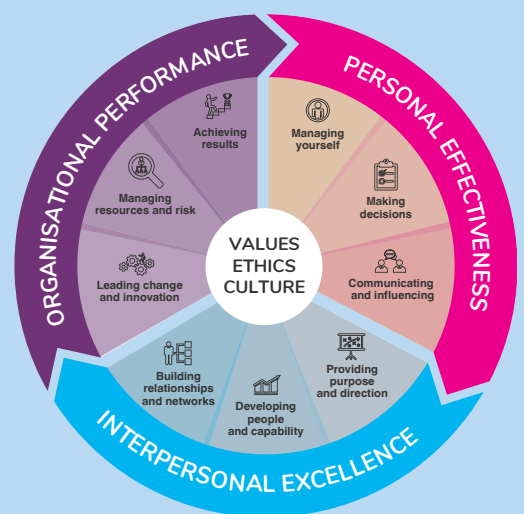 ORGANISATIONAL PERFORMANCE
PERSONAL EFFECTIVENESS
INTERPERSONAL EXCELLENCE
Achieving
results
Managing
resources and risk
Leading change
and innovation
Managing
yourself
Making
decisions
Communicating
and influencing
Providing
purpose
and direction
Developing
people
and capability
Building
relationships
and networks
VALUES
ETHICS
CULTURE